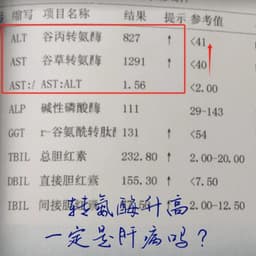 缩写 项目名称 结果 提示 参考值
ALT 谷丙转氨酶 827 ↑ <41
AST 谷草转氨酶 1291 ↑ <40
AST:/ AST:ALT 1.56 <2.00
ALP 碱性磷酸酶 111 29-143
GGT r-谷氨酰转肽 131 ↑ <54
TBIL 总胆红素 232.80 ↑ 2.00-20.00
DBIL 直接胆红素 155.30 ↑ <7.50
IBIL 间接胆红素 2.00-12.50
转氨酶升高
一定是肝病吗？